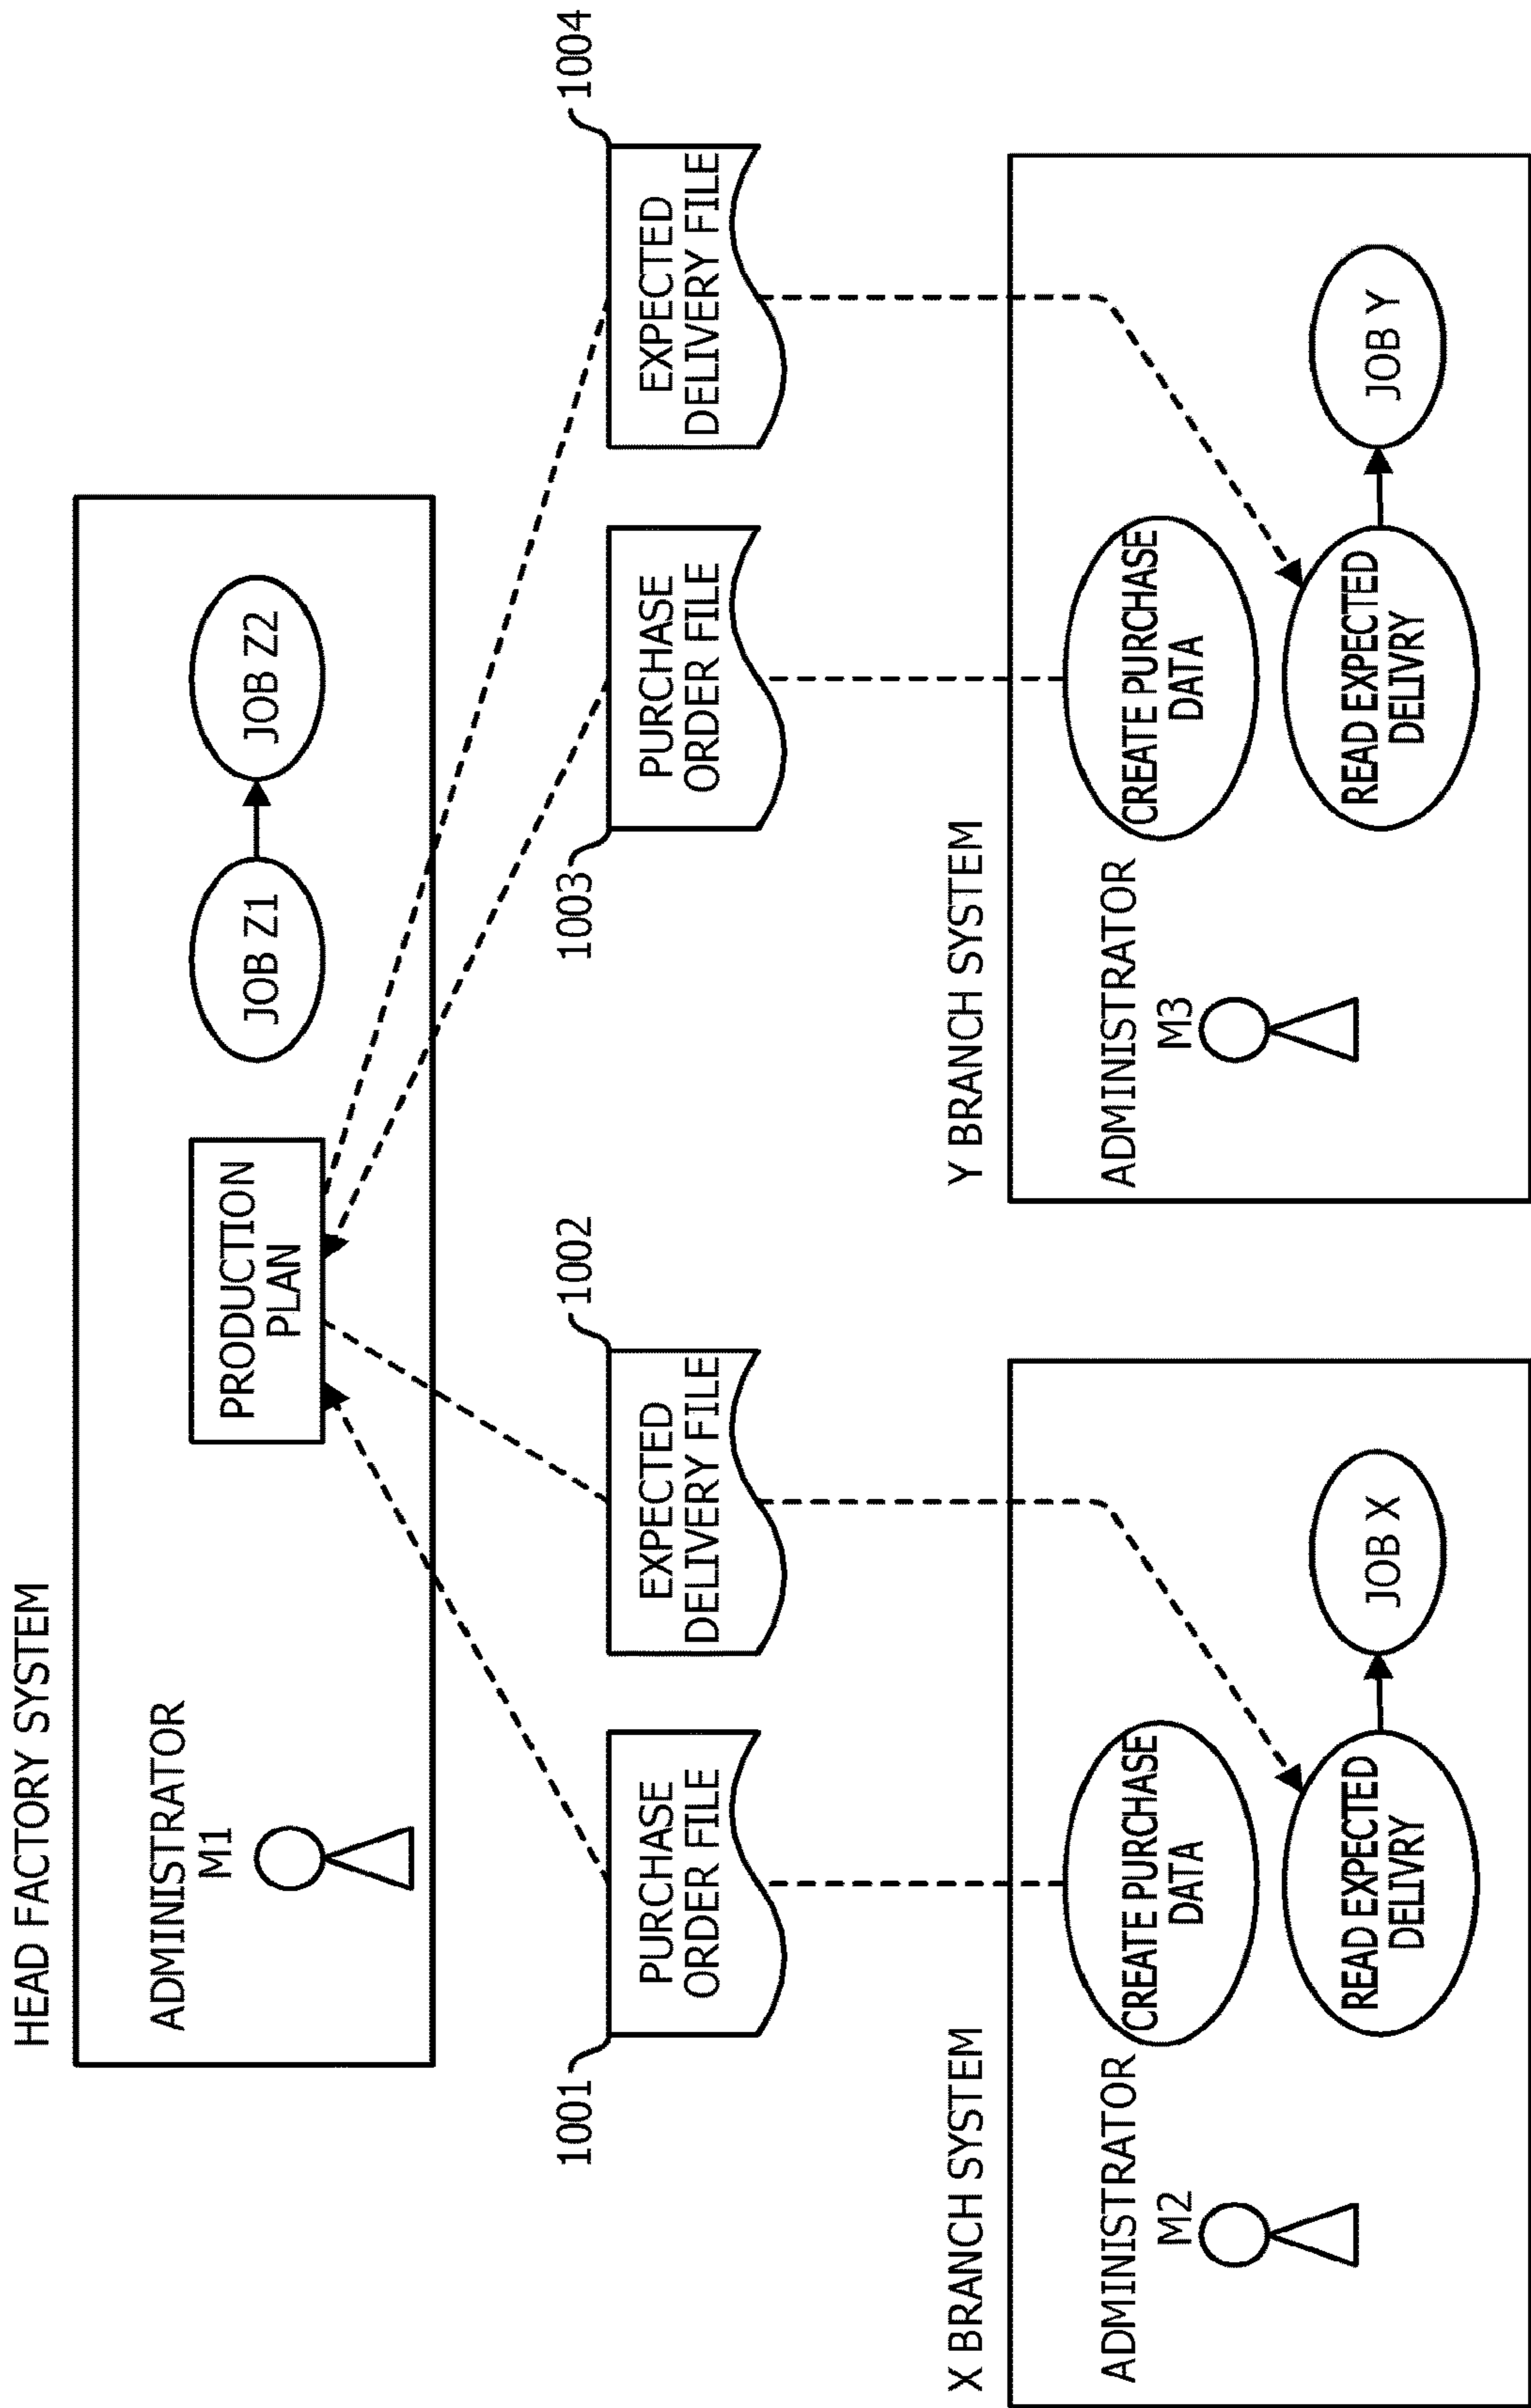 HEAD FACTORY SYSTEM
ADMINISTRATOR
M1
PRODUCTION
PLAN
JOB Z1
JOB Z2
1001
PURCHASE
ORDER FILE
EXPECTED
DELIVERY FILE
1002
1003
PURCHASE
ORDER FILE
EXPECTED
DELIVERY FILE
1004
X BRANCH SYSTEM
ADMINISTRATOR
M2
CREATE PURCHASE
DATA
READ EXPECTED
DELIVRY
JOB X
Y BRANCH SYSTEM
ADMINISTRATOR
M3
CREATE PURCHASE
DATA
READ EXPECTED
DELIVRY
JOB Y